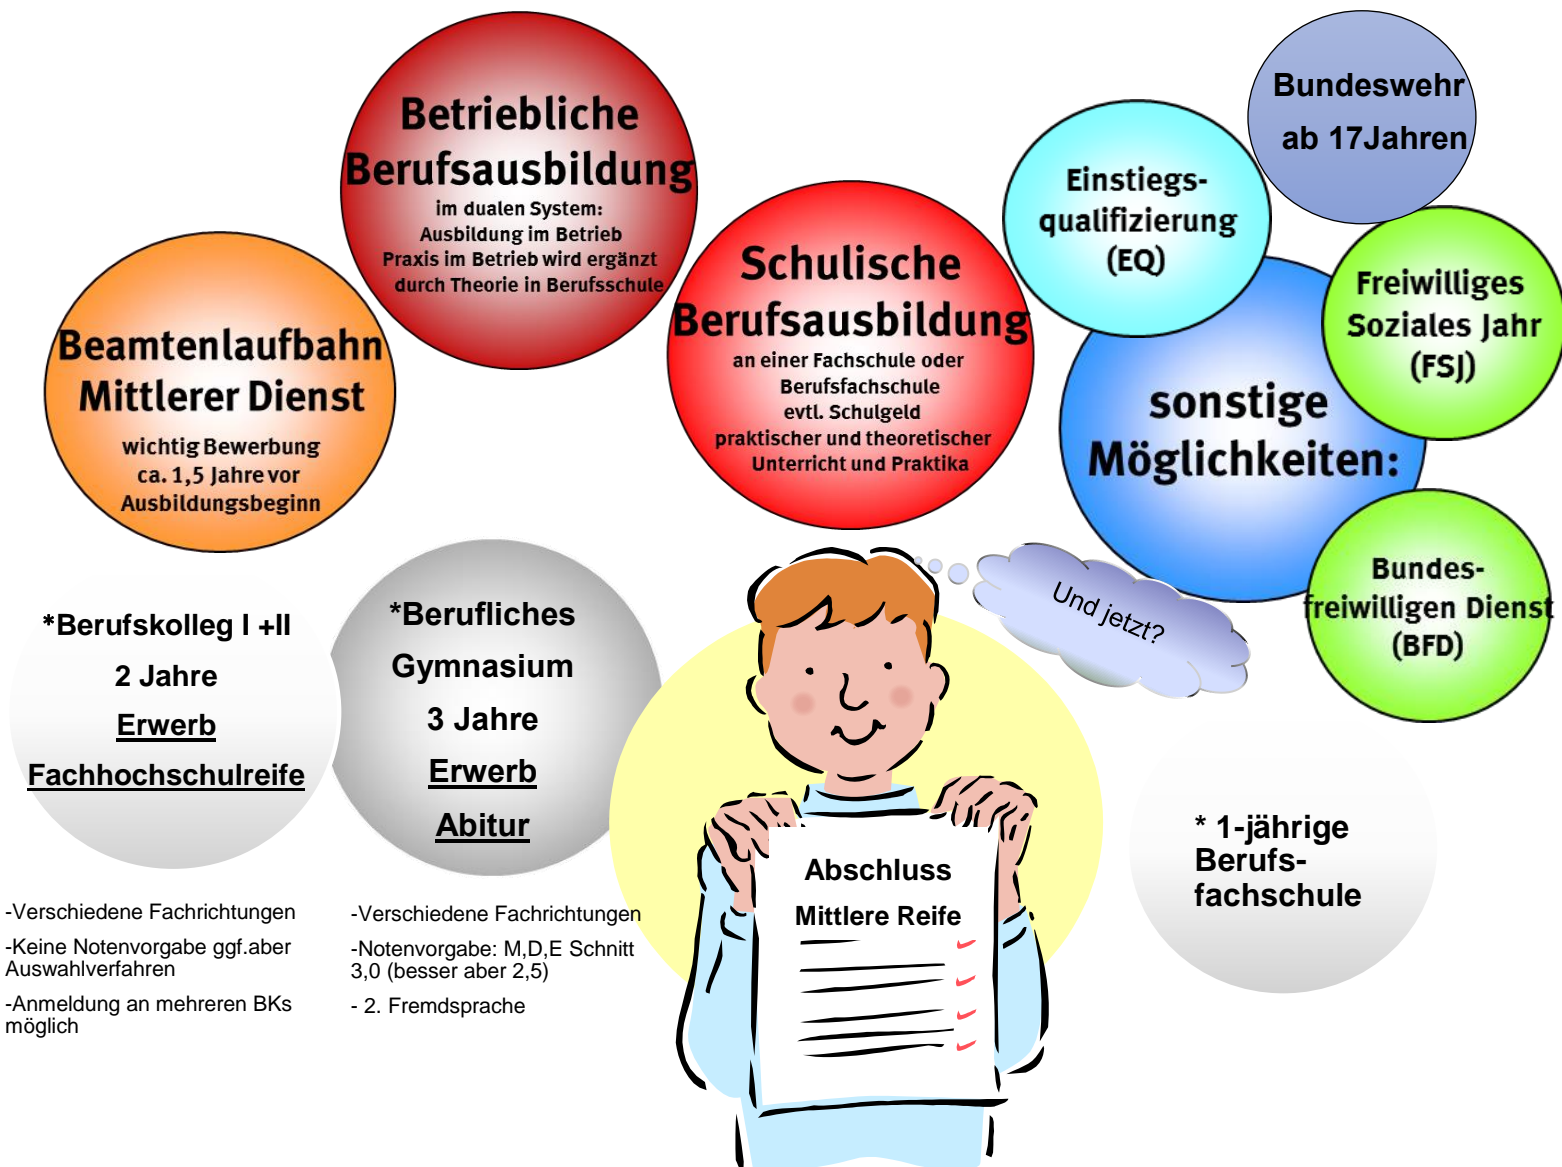 Betriebliche
Berufsausbildung
im dualen System:
Ausbildung im Betrieb
Praxis im Betrieb wird ergänzt
durch Theorie in Berufsschule
Bundeswehr
ab 17Jahren
Einstiegs-
qualifizierung
(EQ)
Freiwilliges
Soziales Jahr
(FSJ)
Schulische
Berufsausbildung
an einer Fachschule oder
Berufsfachschule
evtl. Schulgeld
praktischer und theoretischer
Unterricht und Praktika
Beamtenlaufbahn
Mittlerer Dienst
wichtig Bewerbung
ca. 1,5 Jahre vor
Ausbildungsbeginn
sonstige
Möglichkeiten:
Bundes-
freiwilligen Dienst
(BFD)
Und jetzt?
*Berufskolleg I +II
2 Jahre
Erwerb
Fachhochschulreife
*Berufliches
Gymnasium
3 Jahre
Erwerb
Abitur
Abschluss
Mittlere Reife
* 1-jährige
Berufs-
fachschule
-Verschiedene Fachrichtungen
-Keine Notenvorgabe ggf.aber
Auswahlverfahren
-Anmeldung an mehreren BKs
möglich
-Verschiedene Fachrichtungen
-Notenvorgabe: M,D,E Schnitt
3,0 (besser aber 2,5)
- 2. Fremdsprache